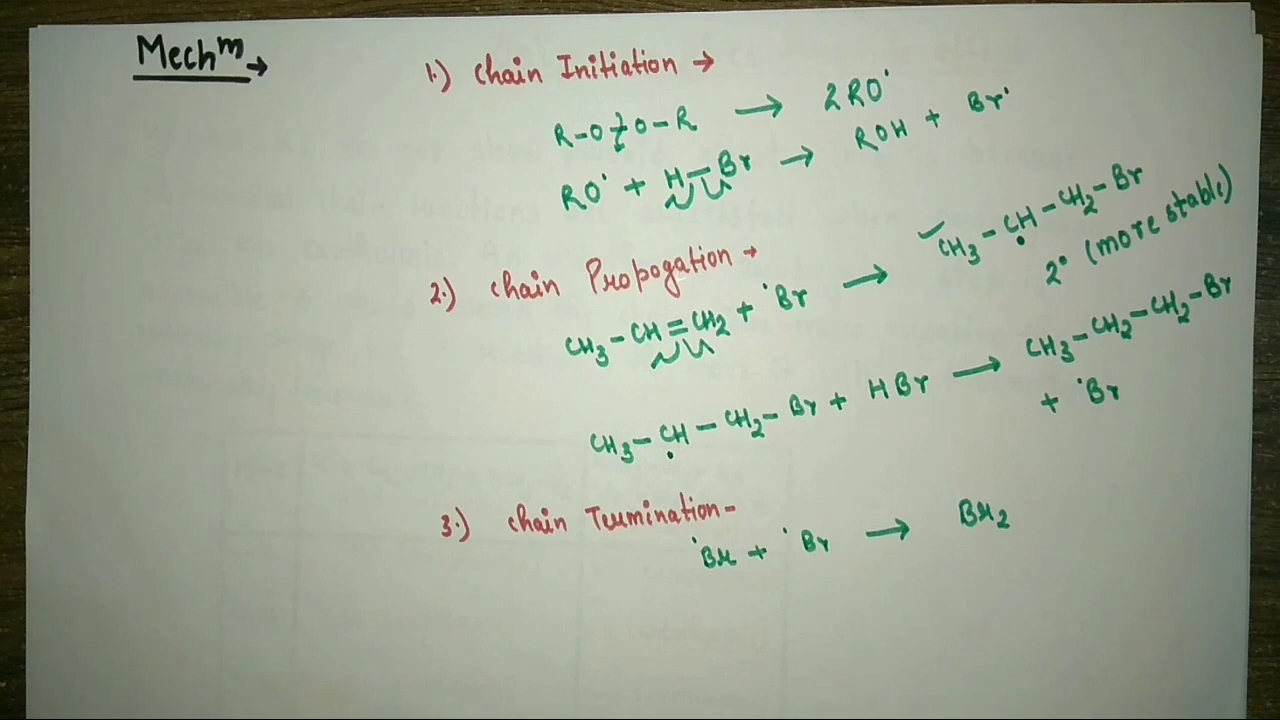 Mechᵐ →
1.) Chain Initiation →
R-O-O-R → 2RO˙
RO˙ + H-Br → ROH + Br˙
2.) Chain Propogation →
CH₃-CH=CH₂ + ˙Br → ✓CH₃-ĊH-CH₂-Br
2° (more stable)
CH₃-ĊH-CH₂-Br + HBr → CH₃-CH₂-CH₂-Br
+ ˙Br
3.) Chain Termination-
˙Br + ˙Br → Br₂